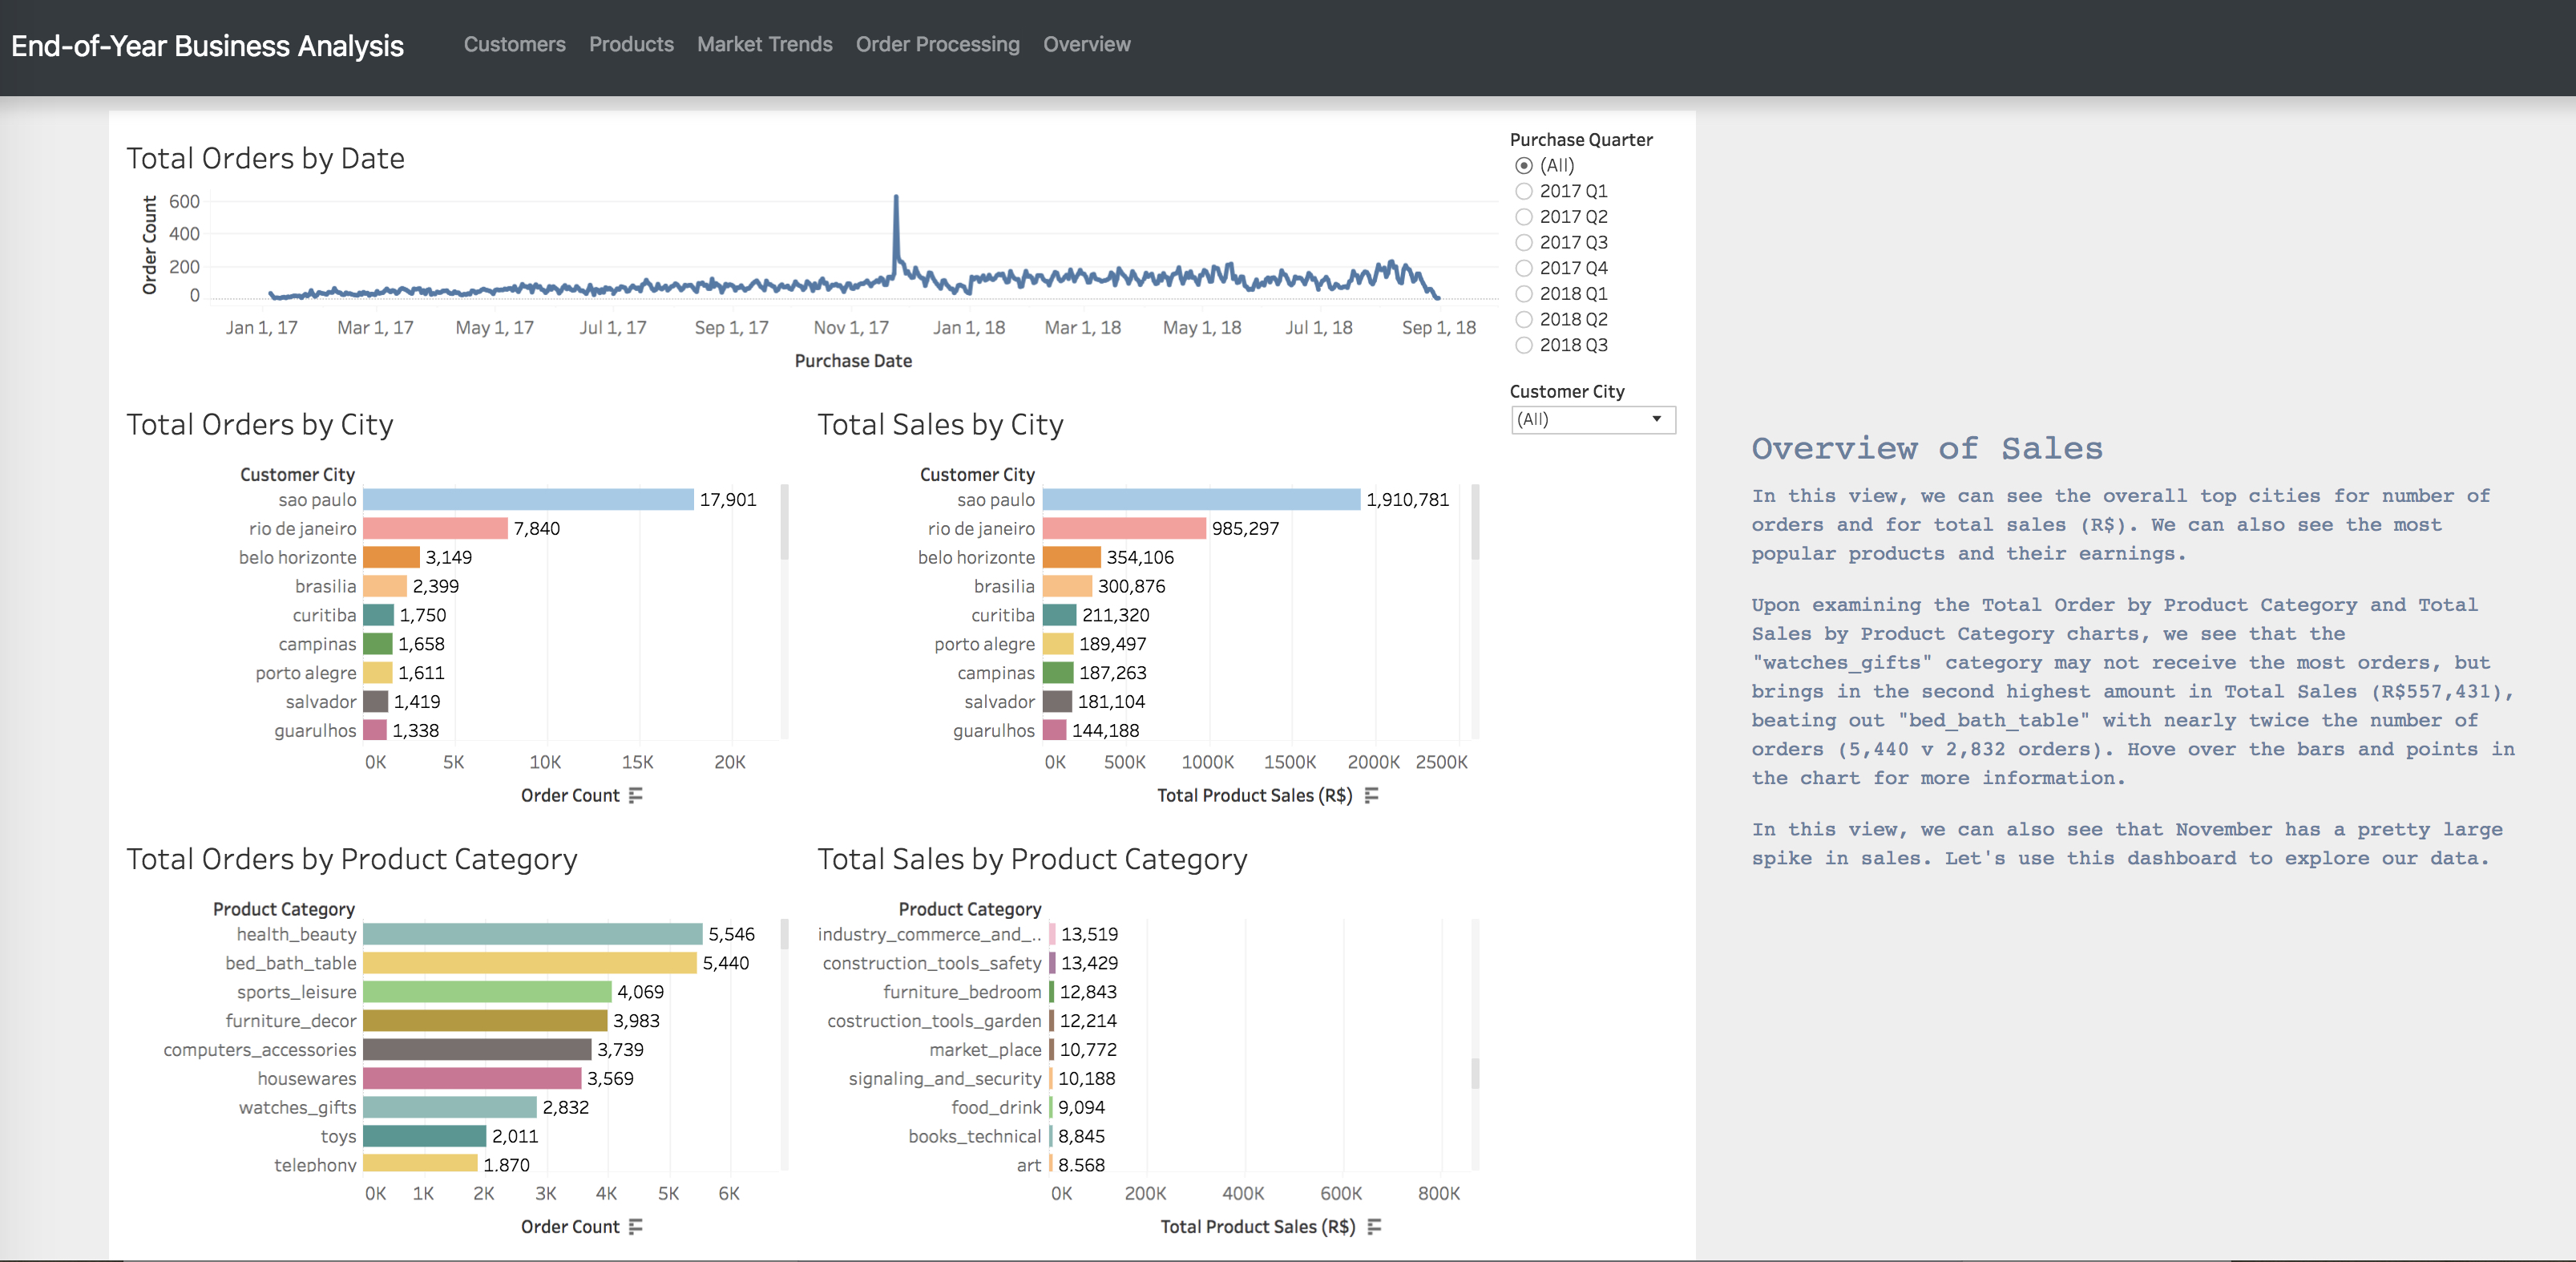 End-of-Year Business Analysis
Customers
Products
Market Trends
Order Processing
Overview
Total Orders by Date
Order Count
600
400
200
0
Jan 1, 17
Mar 1, 17
May 1, 17
Jul 1, 17
Sep 1, 17
Nov 1, 17
Jan 1, 18
Mar 1, 18
May 1, 18
Jul 1, 18
Sep 1, 18
Purchase Date
Purchase Quarter
(All)
2017 Q1
2017 Q2
2017 Q3
2017 Q4
2018 Q1
2018 Q2
2018 Q3
Customer City
(All)
Total Orders by City
Customer City
sao paulo 17,901
rio de janeiro 7,840
belo horizonte 3,149
brasilia 2,399
curitiba 1,750
campinas 1,658
porto alegre 1,611
salvador 1,419
guarulhos 1,338
0K 5K 10K 15K 20K
Order Count
Total Sales by City
Customer City
sao paulo 1,910,781
rio de janeiro 985,297
belo horizonte 354,106
brasilia 300,876
curitiba 211,320
porto alegre 189,497
campinas 187,263
salvador 181,104
guarulhos 144,188
0K 500K 1000K 1500K 2000K 2500K
Total Product Sales (R$)
Total Orders by Product Category
Product Category
health_beauty 5,546
bed_bath_table 5,440
sports_leisure 4,069
furniture_decor 3,983
computers_accessories 3,739
housewares 3,569
watches_gifts 2,832
toys 2,011
telephony 1,870
0K 1K 2K 3K 4K 5K 6K
Order Count
Total Sales by Product Category
Product Category
industry_commerce_and_.. 13,519
construction_tools_safety 13,429
furniture_bedroom 12,843
costruction_tools_garden 12,214
market_place 10,772
signaling_and_security 10,188
food_drink 9,094
books_technical 8,845
art 8,568
0K 200K 400K 600K 800K
Total Product Sales (R$)
Overview of Sales
In this view, we can see the overall top cities for number of
orders and for total sales (R$). We can also see the most
popular products and their earnings.
Upon examining the Total Order by Product Category and Total
Sales by Product Category charts, we see that the
"watches_gifts" category may not receive the most orders, but
brings in the second highest amount in Total Sales (R$557,431),
beating out "bed_bath_table" with nearly twice the number of
orders (5,440 v 2,832 orders). Hove over the bars and points in
the chart for more information.
In this view, we can also see that November has a pretty large
spike in sales. Let's use this dashboard to explore our data.